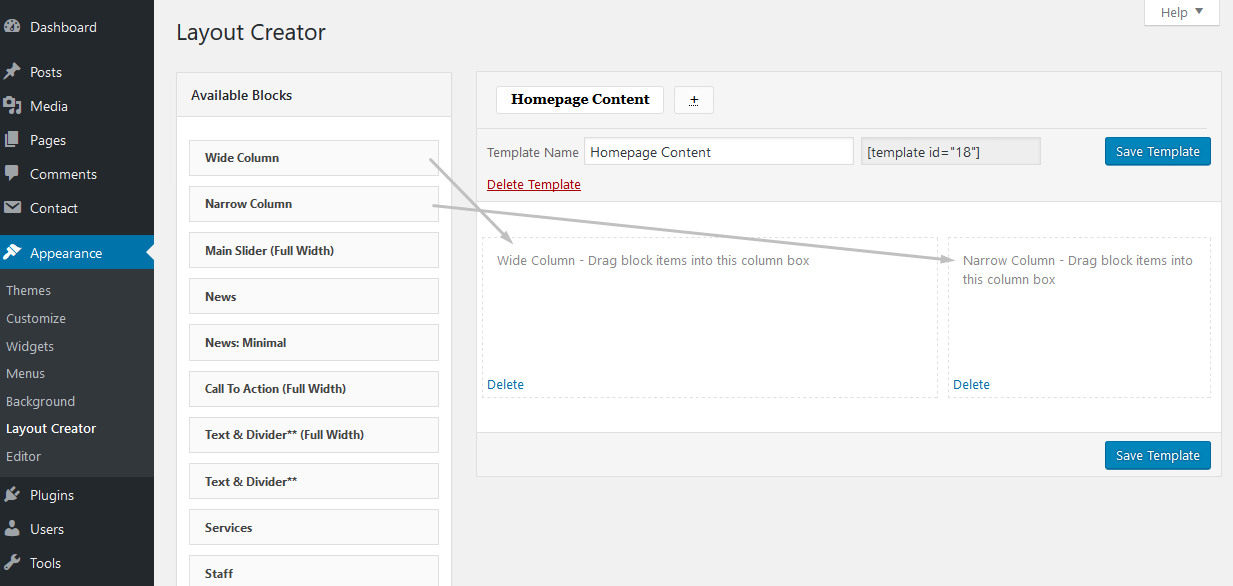 Dashboard
Posts
Media
Pages
Comments
Contact
Appearance
Themes
Customize
Widgets
Menus
Background
Layout Creator
Editor
Plugins
Users
Tools
Help
Layout Creator
Available Blocks
Wide Column
Narrow Column
Main Slider (Full Width)
News
News: Minimal
Call To Action (Full Width)
Text & Divider** (Full Width)
Text & Divider**
Services
Staff
Homepage Content
+
Template Name Homepage Content [template id="18"] Save Template
Delete Template
Wide Column - Drag block items into this column box
Delete
Narrow Column - Drag block items into
this column box
Delete
Save Template